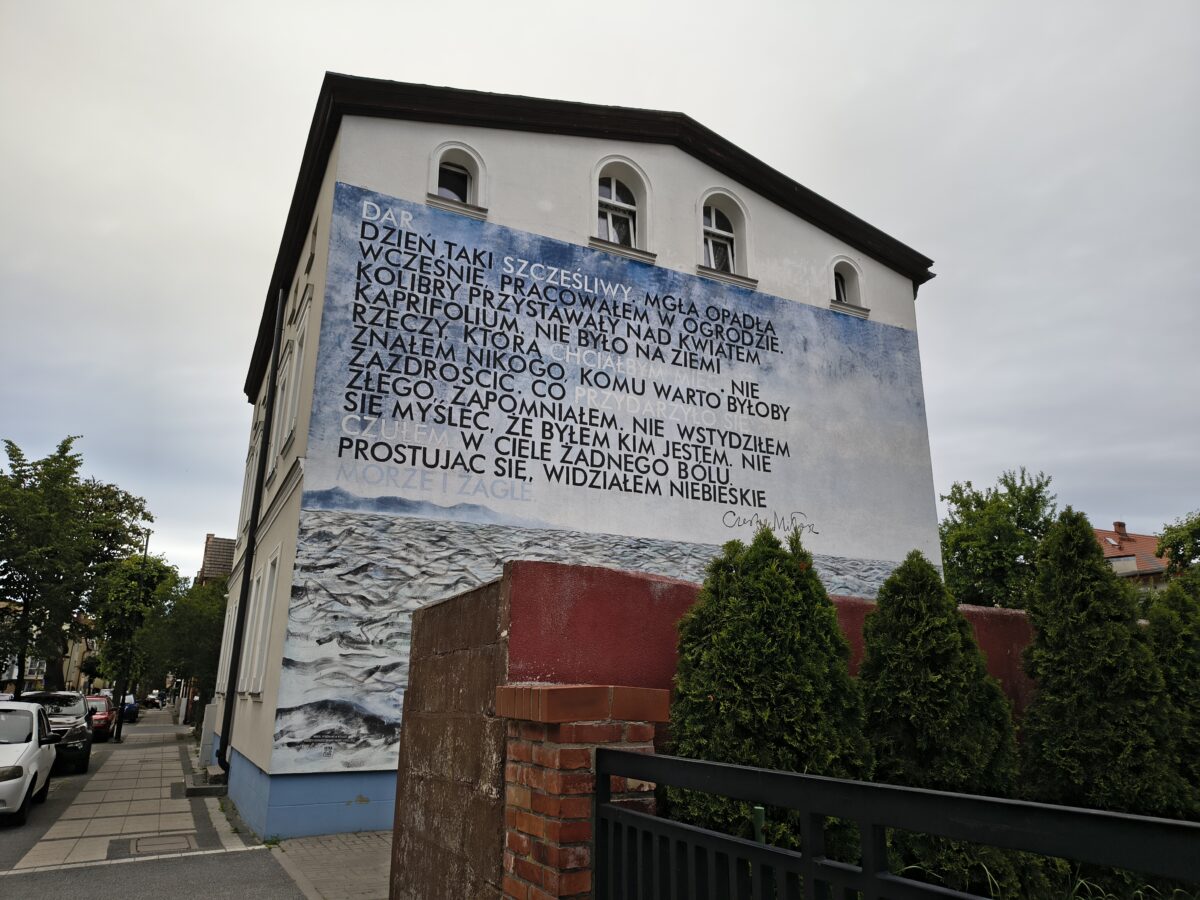 DAR
DZIEŃ TAKI SZCZĘŚLIWY. MGŁA OPADŁA
WCZEŚNIE, PRACOWAŁEM W OGRODZIE.
KOLIBRY PRZYSTAWAŁY NAD KWIATEM
KAPRIFOLIUM. NIE BYŁO NA ZIEMI
RZECZY, KTÓRĄ CHCIAŁBYM MIEĆ. NIE
ZNAŁEM NIKOGO, KOMU WARTO BYŁOBY
ZAZDROŚCIĆ. CO PRZYDARZYŁO SIĘ
ZŁEGO, ZAPOMNIAŁEM. NIE WSTYDZIŁEM
SIĘ MYŚLEĆ, ŻE BYŁEM KIM JESTEM. NIE
CZUŁEM W CIELE ŻADNEGO BÓLU.
PROSTUJĄC SIĘ, WIDZIAŁEM NIEBIESKIE
MORZE I ŻAGLE.
Czesław Miłosz